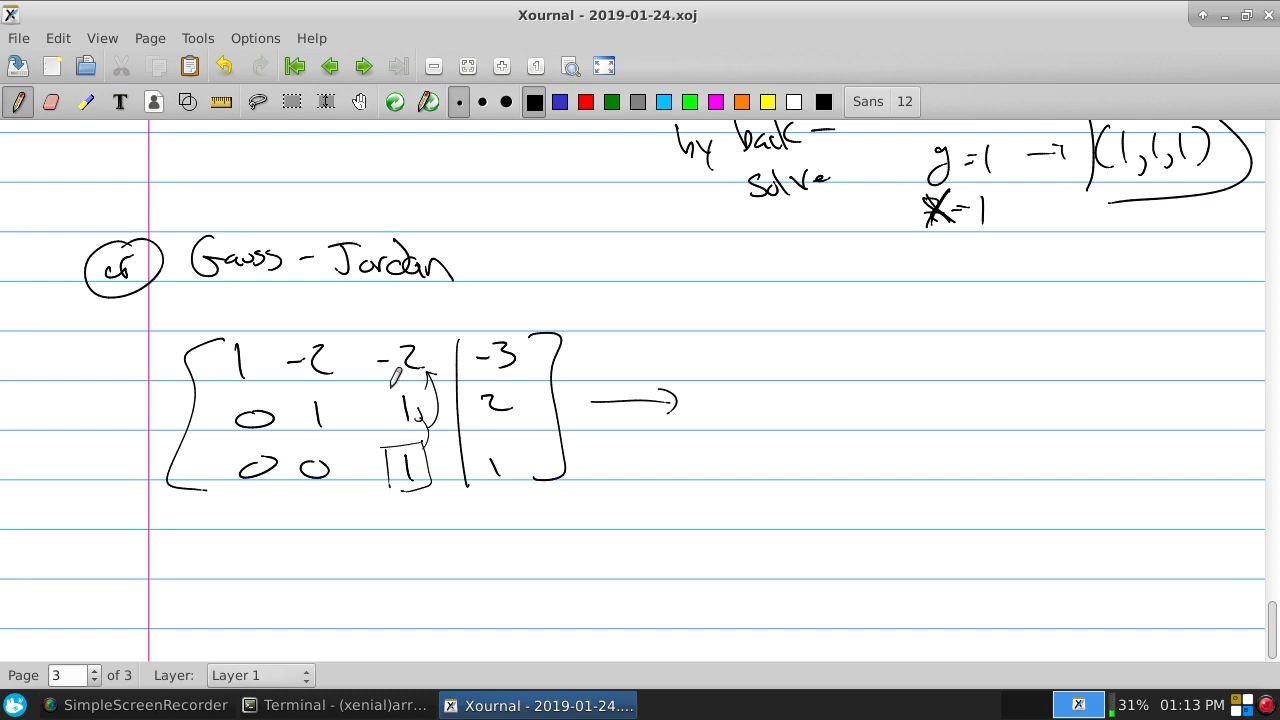 Xournal - 2019-01-24.xoj
File Edit View Page Tools Options Help
Sans 12
by back-
solve
y=1 → (1,1,1)
x=1
cf Gauss-Jordan
1 -2 -2 | -3
0 1 1 | 2
0 0 1 | 1
Page 3 of 3 Layer: Layer 1
SimpleScreenRecorder Terminal - (xenial)arr... Xournal - 2019-01-24.... 31% 01:13 PM